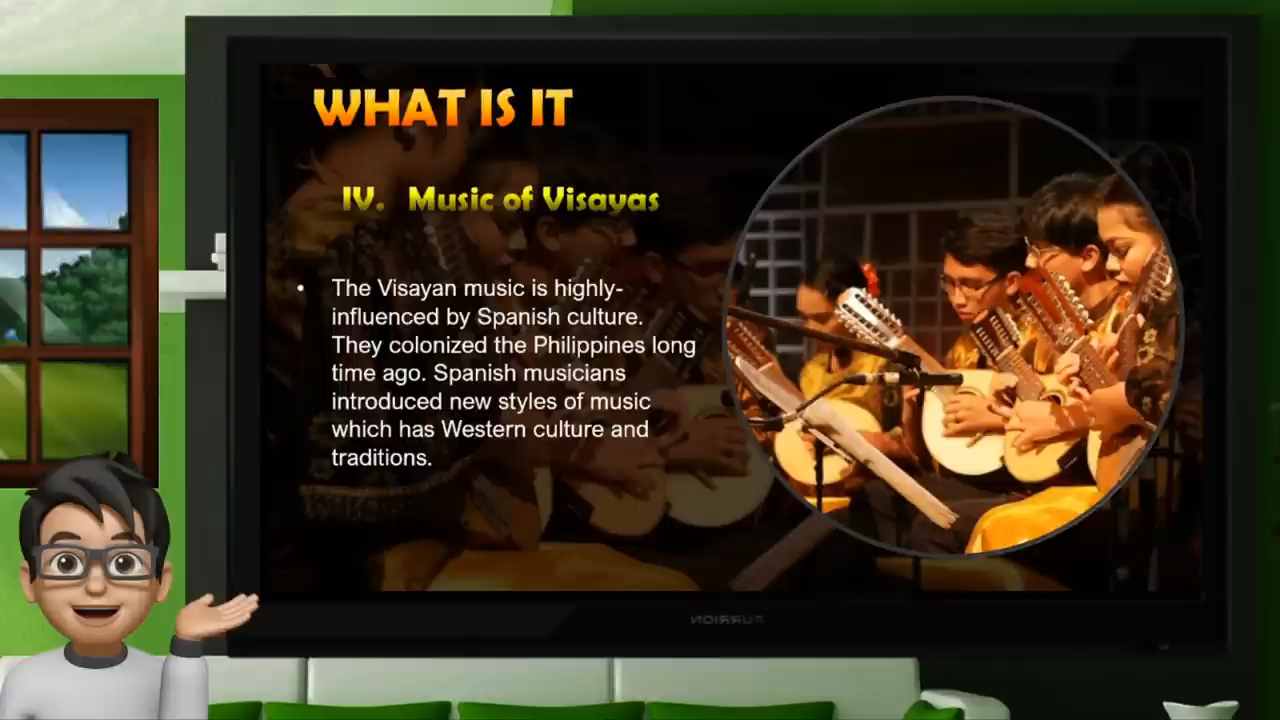 WHAT IS IT
IV. Music of Visayas
• The Visayan music is highly-
influenced by Spanish culture.
They colonized the Philippines long
time ago. Spanish musicians
introduced new styles of music
which has Western culture and
traditions.